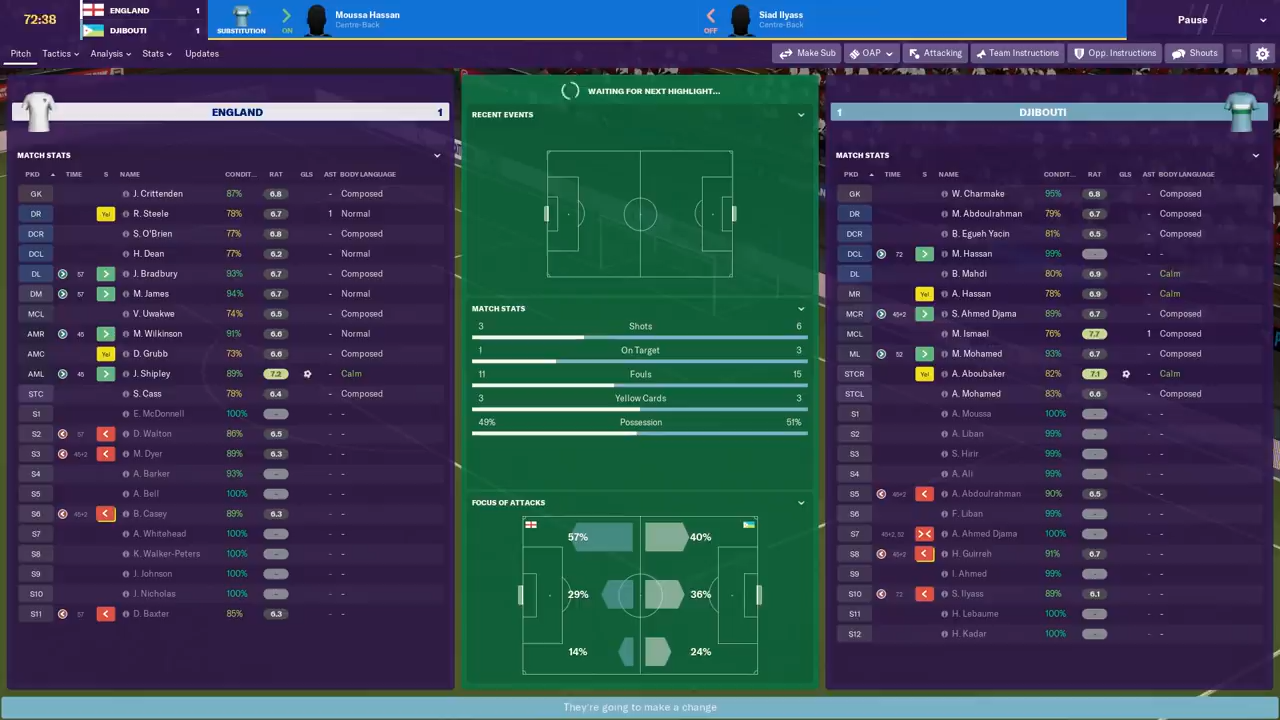 72:38
ENGLAND 1
DJIBOUTI 1
SUBSTITUTION ON Moussa Hassan Centre-Back OFF Siad Ilyass Centre-Back
Pause
Pitch Tactics Analysis Stats Updates
Make Sub OAP Attacking Team Instructions Opp. Instructions Shouts
ENGLAND 1
MATCH STATS
PKD TIME S NAME CONDIT... RAT GLS AST BODY LANGUAGE
GK J. Crittenden 87% 6.8 - Composed
DR Yel R. Steele 78% 6.7 1 Normal
DCR S. O'Brien 77% 6.8 - Composed
DCL H. Dean 77% 6.2 - Normal
DL 57 J. Bradbury 93% 6.7 - Composed
DM 57 M. James 94% 6.7 - Normal
MCL V. Uwakwe 74% 6.5 - Composed
AMR 45 M. Wilkinson 91% 6.6 - Normal
AMC Yel D. Grubb 73% 6.6 - Composed
AML 45 J. Shipley 89% 7.2 - Calm
STC S. Cass 78% 6.4 - Composed
S1 E. McDonnell 100% - - -
S2 57 D. Walton 86% 6.5 - -
S3 45+2 M. Dyer 89% 6.3 - -
S4 A. Barker 93% - - -
S5 A. Bell 100% - - -
S6 45+2 B. Casey 89% 6.3 - -
S7 A. Whitehead 100% - - -
S8 K. Walker-Peters 100% - - -
S9 J. Johnson 100% - - -
S10 J. Nicholas 100% - - -
S11 57 D. Baxter 85% 6.3 - -
WAITING FOR NEXT HIGHLIGHT...
RECENT EVENTS
MATCH STATS
3 Shots 6
1 On Target 3
11 Fouls 15
3 Yellow Cards 3
49% Possession 51%
FOCUS OF ATTACKS
57% 40%
29% 36%
14% 24%
1 DJIBOUTI
MATCH STATS
PKD TIME S NAME CONDIT... RAT GLS AST BODY LANGUAGE
GK W. Charmake 95% 6.8 - Composed
DR M. Abdoulrahman 79% 6.7 - Composed
DCR B. Egueh Yacin 81% 6.5 - Composed
DCL 72 M. Hassan 99% - - -
DL B. Mahdi 80% 6.9 - Calm
MR Yel A. Hassan 78% 6.9 - Calm
MCR 45+2 S. Ahmed Djama 89% 6.7 - Composed
MCL M. Ismael 76% 7.7 1 Composed
ML 52 M. Mohamed 93% 6.7 - Composed
STCR Yel A. Aboubaker 82% 7.1 - Calm
STCL A. Mohamed 83% 6.6 - Composed
S1 A. Moussa 100% - - -
S2 A. Liban 99% - - -
S3 S. Hirir 99% - - -
S4 A. Ali 99% - - -
S5 45+2 A. Abdoulrahman 90% 6.5 - -
S6 F. Liban 99% - - -
S7 45+2, 52 A. Ahmed Djama 100% - - -
S8 45+2 H. Guirreh 91% 6.7 - -
S9 I. Ahmed 99% - - -
S10 72 S. Ilyass 89% 6.1 - -
S11 H. Lebaume 100% - - -
S12 H. Kadar 100% - - -
They're going to make a change